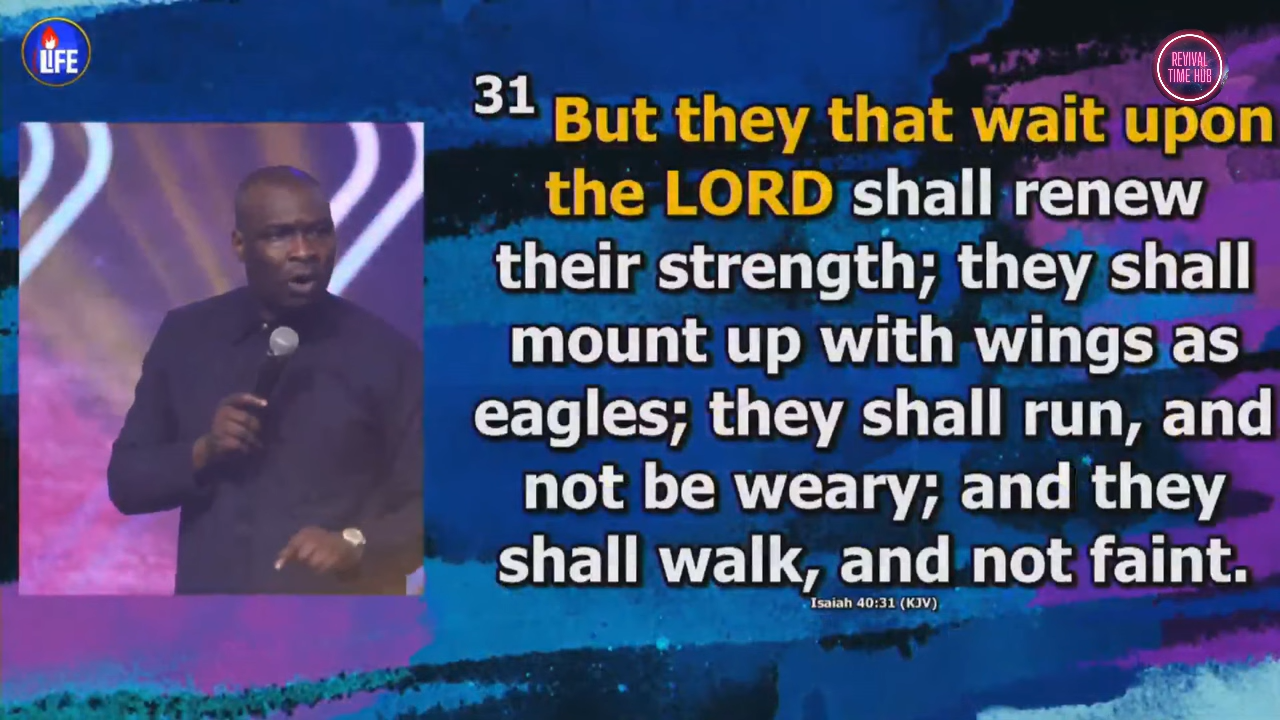 LIFE
REVIVAL
TIME HUB
31 But they that wait upon
the LORD shall renew
their strength; they shall
mount up with wings as
eagles; they shall run, and
not be weary; and they
shall walk, and not faint.
Isaiah 40:31 (KJV)